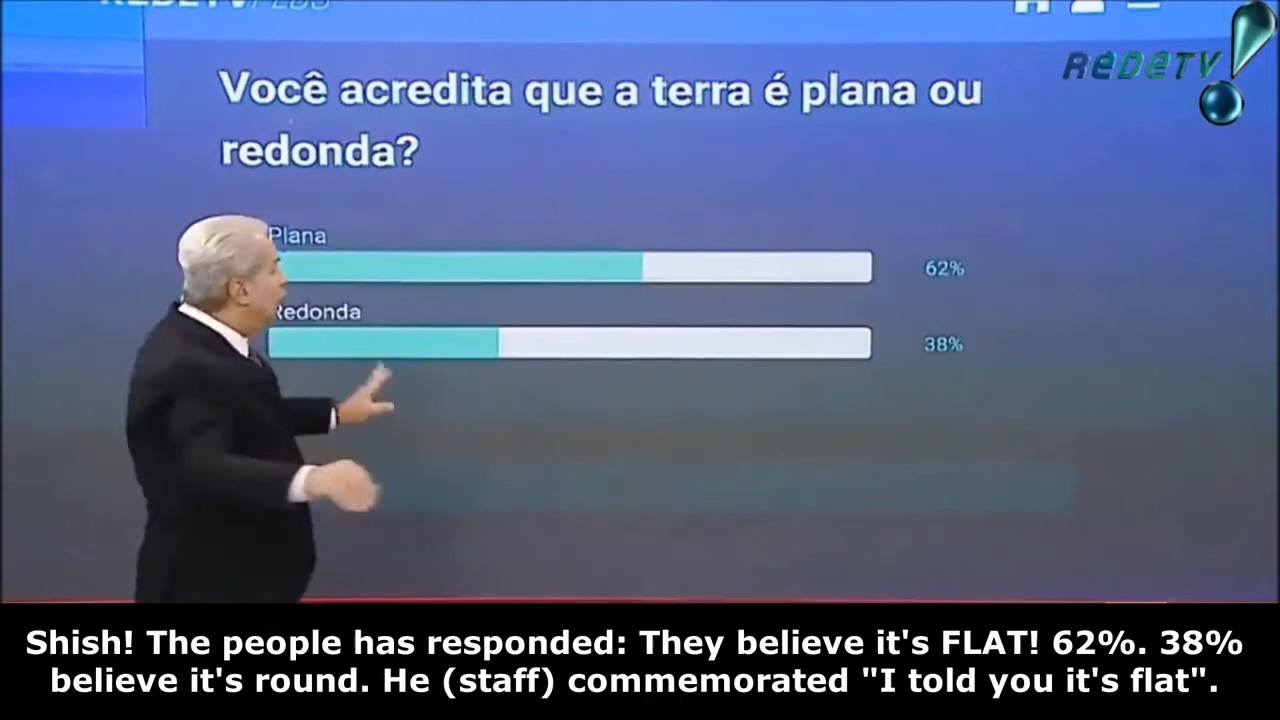 REDETV
REDETV
Você acredita que a terra é plana ou
redonda?
Plana
62%
Redonda
38%
Shish! The people has responded: They believe it's FLAT! 62%. 38%
believe it's round. He (staff) commemorated "I told you it's flat".